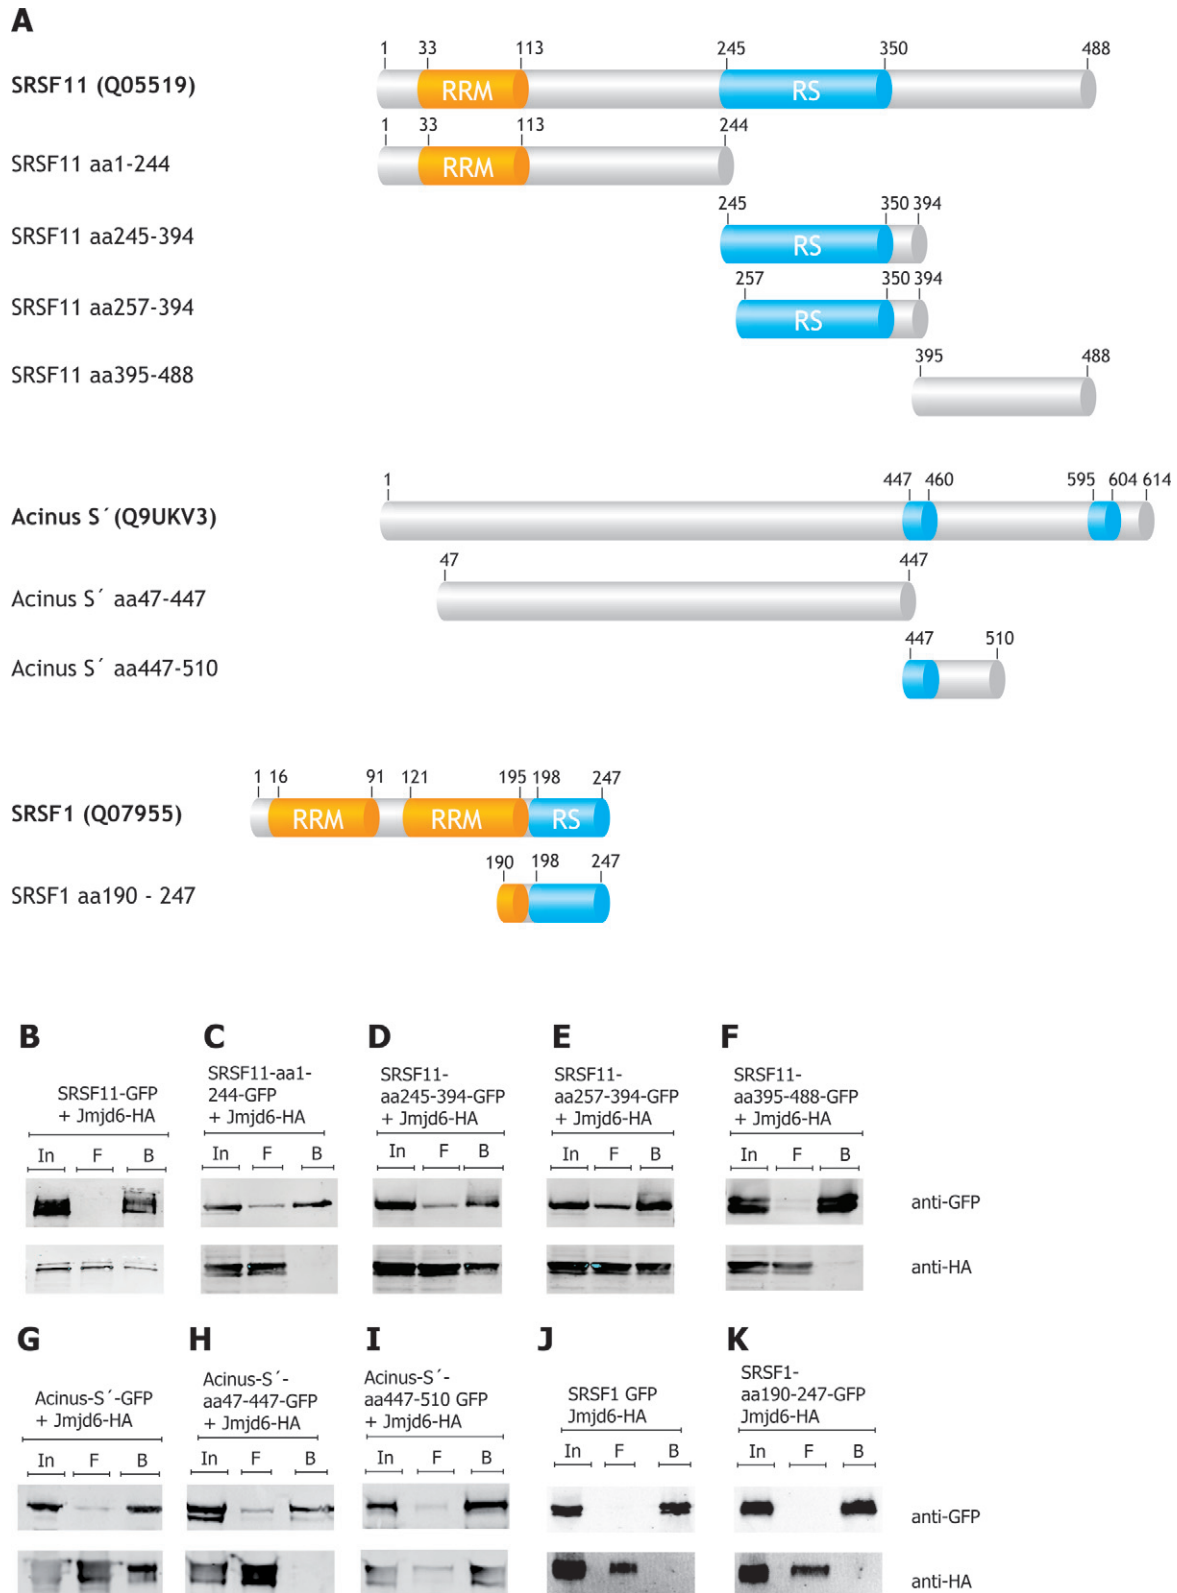 A
1 33 113 245 350 488
SRSF11 (Q05519)
RRM RS
1 33 113 244
SRSF11 aa1-244
RRM
245 350 394
SRSF11 aa245-394
RS
257 350 394
SRSF11 aa257-394
RS
395 488
SRSF11 aa395-488
1 447 460 595 604 614
Acinus S´ (Q9UKV3)
47 447
Acinus S´ aa47-447
447 510
Acinus S´ aa447-510
1 16 91 121 195 198 247
SRSF1 (Q07955)
RRM RRM RS
190 198 247
SRSF1 aa190 - 247
B
SRSF11-GFP
+ Jmjd6-HA
In F B
C
SRSF11-aa1-
244-GFP
+ Jmjd6-HA
In F B
D
SRSF11-
aa245-394-GFP
+ Jmjd6-HA
In F B
E
SRSF11-
aa257-394-GFP
+ Jmjd6-HA
In F B
F
SRSF11-
aa395-488-GFP
+ Jmjd6-HA
In F B
anti-GFP
anti-HA
G
Acinus-S´-GFP
+ Jmjd6-HA
In F B
H
Acinus-S´-
aa47-447-GFP
+ Jmjd6-HA
In F B
I
Acinus-S´-
aa447-510 GFP
+ Jmjd6-HA
In F B
J
SRSF1 GFP
Jmjd6-HA
In F B
K
SRSF1-
aa190-247-GFP
Jmjd6-HA
In F B
anti-GFP
anti-HA